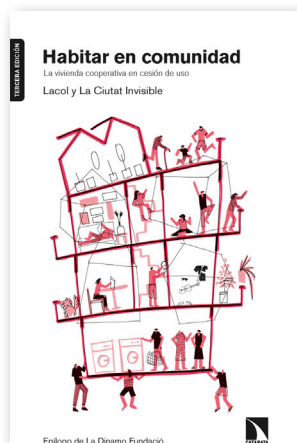 TERCERA EDICIÓN
Habitar en comunidad
La vivienda cooperativa en cesión de uso
Lacol y La Ciutat Invisible
Epílogo de La Dinamo Fundació
CATARATA